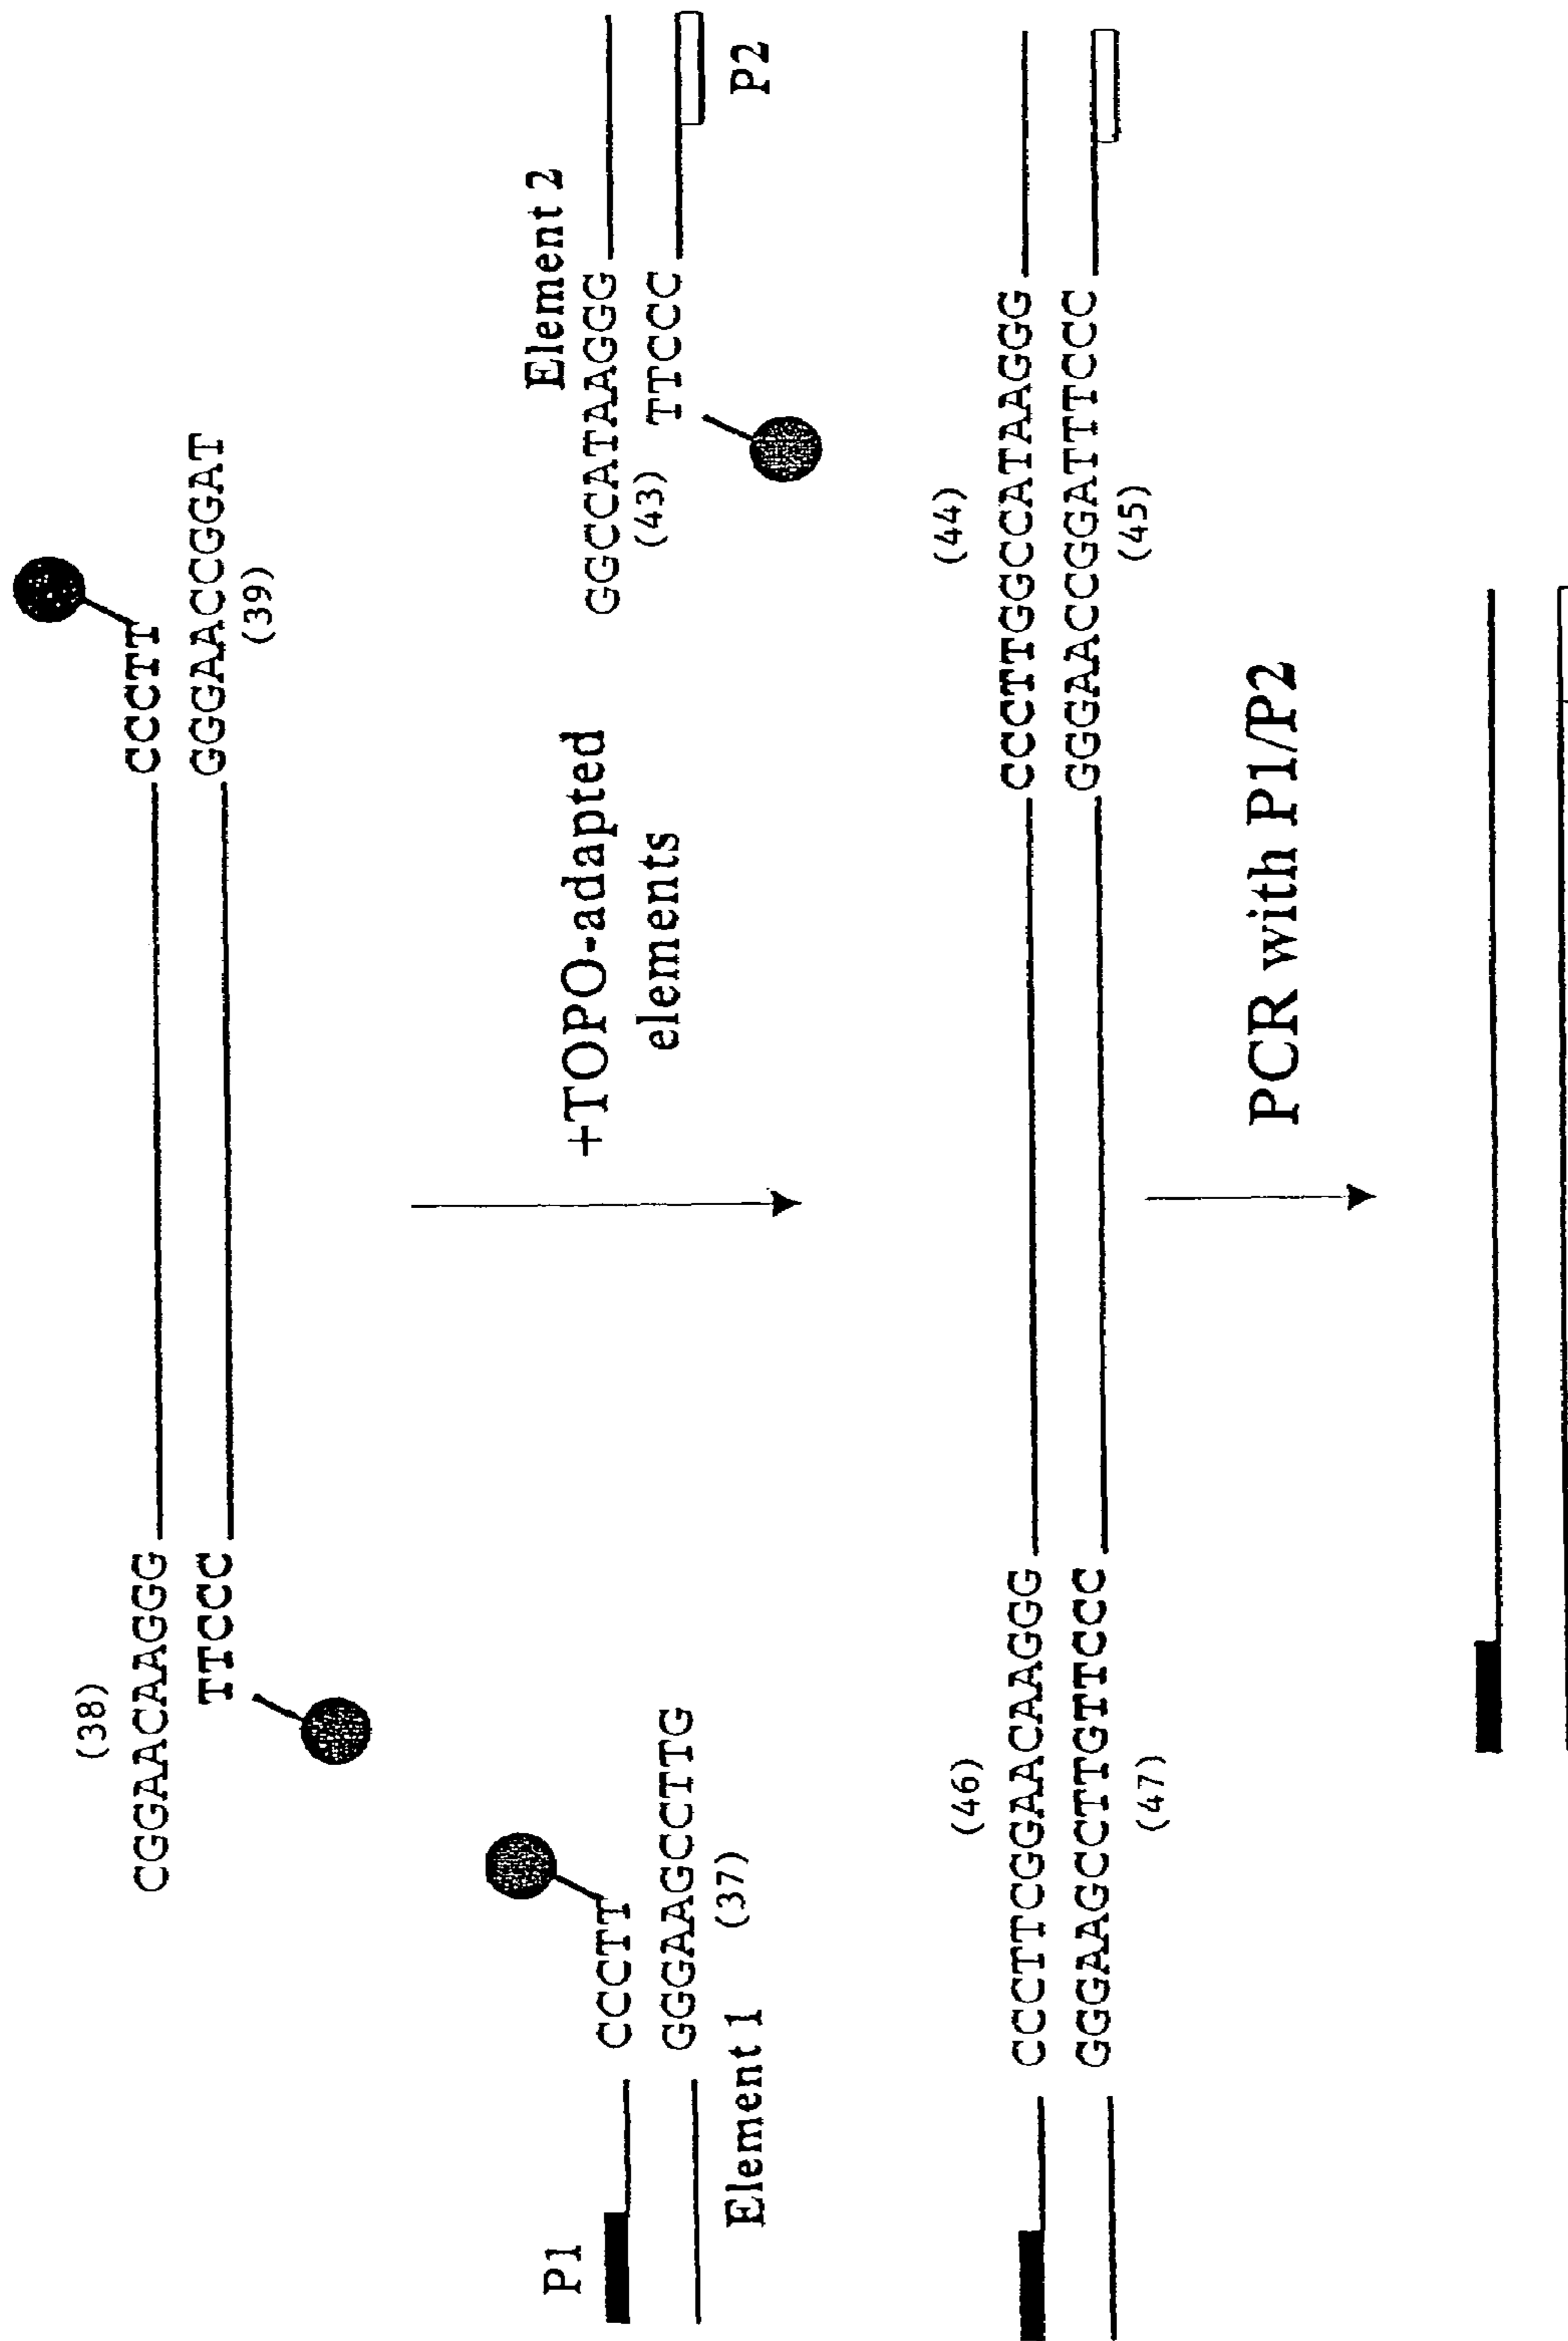 (38)
CGGAACAAGGG CCCTT
TTCCC GGGAACCGGAT
(39)
P1
CCCTT
GGGAAGCCTTG
Element 1 (37)
+TOPO-adapted
elements
Element 2
GGCCATAAGGG
(43) TTCCC
P2
(46) (44)
CCCTTCGGAACAAGGG CCCTTGGCCATAAGGG
GGGAAGCCTTGTTCCC GGGAACCGGATTTCCC
(47) (45)
PCR with P1/P2